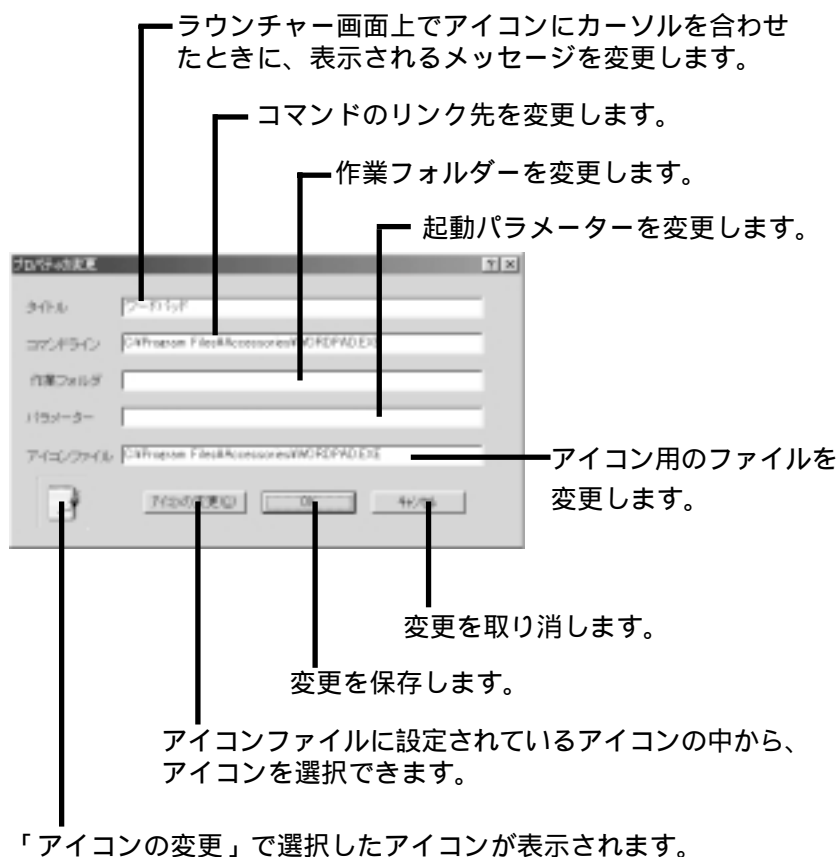 ラウンチャー画面上でアイコンにカーソルを合わせ
たときに、表示されるメッセージを変更します。
コマンドのリンク先を変更します。
作業フォルダーを変更します。
起動パラメーターを変更します。
プロパティの変更
タイトル
ワードパッド
コマンドライン
C:¥Program Files¥Accessories¥WORDPAD.EXE
作業フォルダ
パラメーター
アイコンファイル
C:¥Program Files¥Accessories¥WORDPAD.EXE
アイコン用のファイルを
変更します。
アイコンの変更(C)
OK
キャンセル
変更を取り消します。
変更を保存します。
アイコンファイルに設定されているアイコンの中から、
アイコンを選択できます。
「アイコンの変更」で選択したアイコンが表示されます。